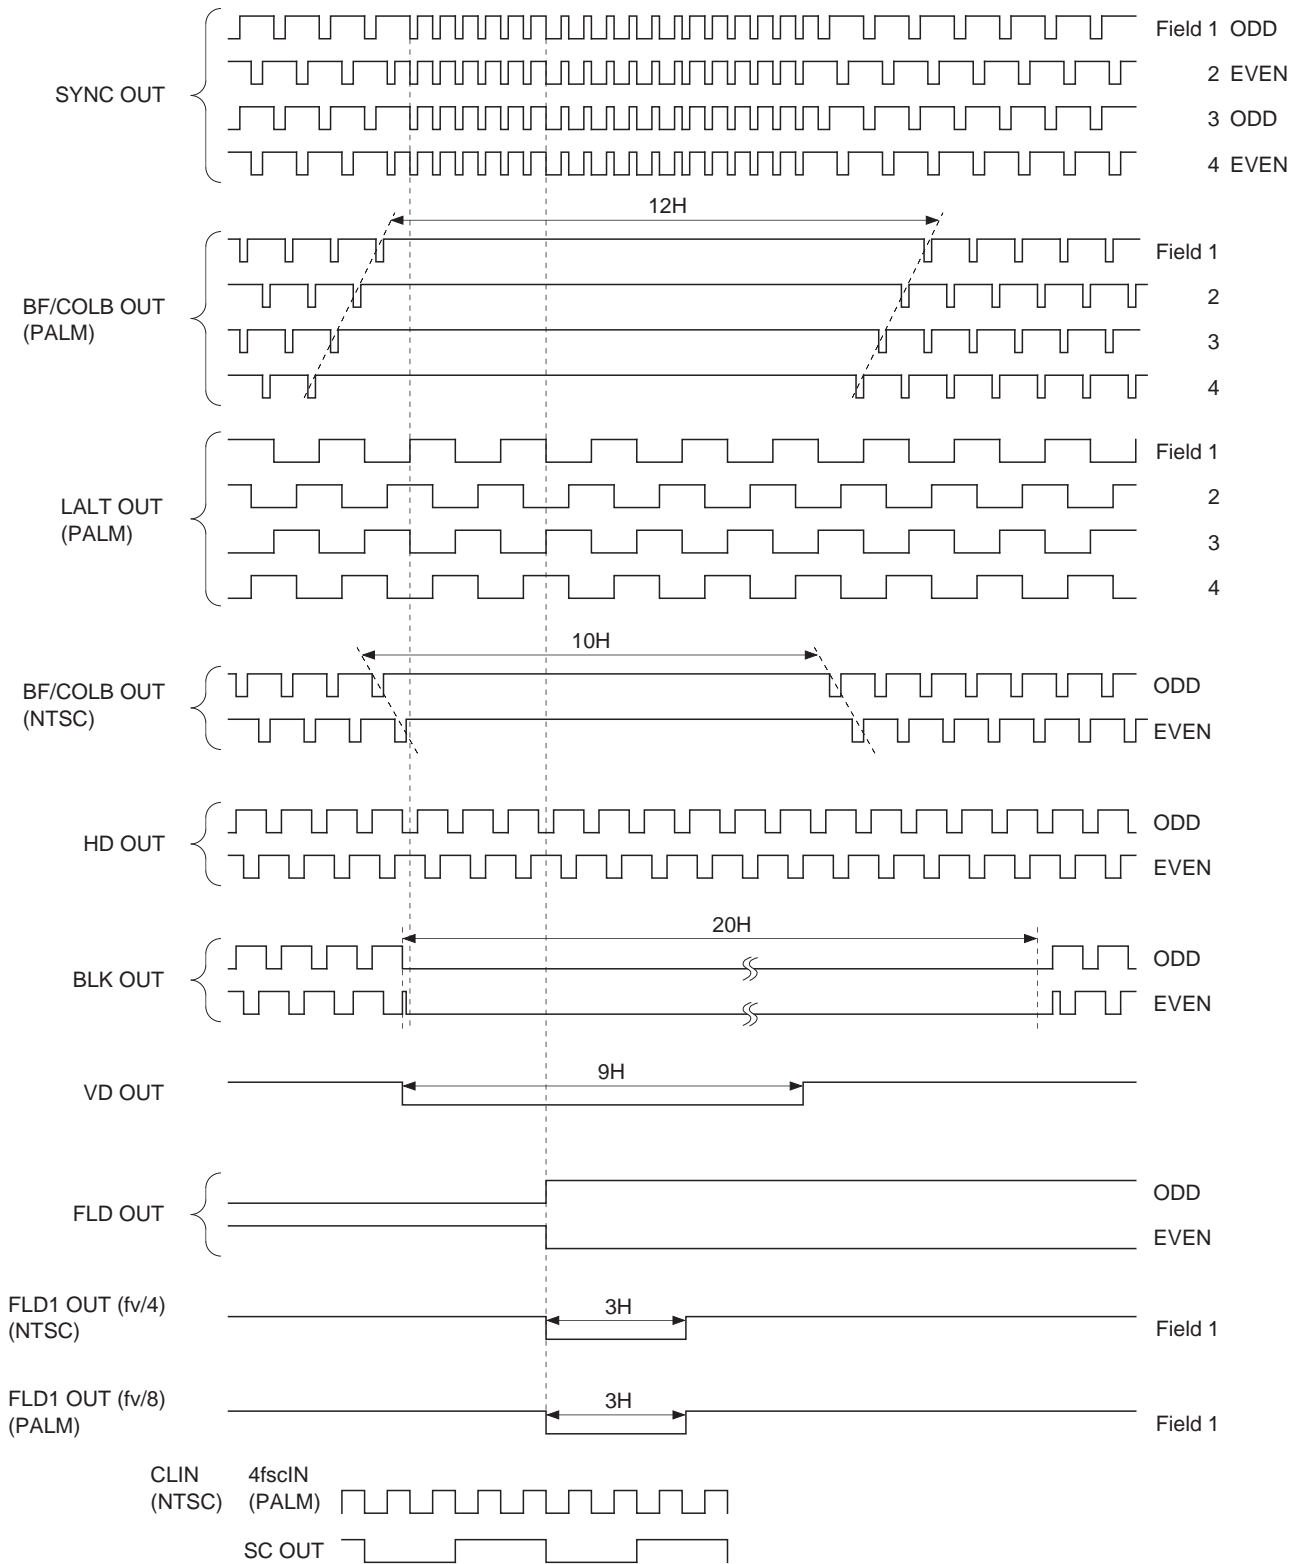 Field 1 ODD
2 EVEN
SYNC OUT
3 ODD
4 EVEN
12H
Field 1
BF/COLB OUT
(PALM)
2
3
4
Field 1
LALT OUT
(PALM)
2
3
4
10H
BF/COLB OUT
(NTSC)
ODD
EVEN
HD OUT
ODD
EVEN
20H
BLK OUT
ODD
EVEN
9H
VD OUT
FLD OUT
ODD
EVEN
FLD1 OUT (fv/4)
(NTSC)
3H
Field 1
FLD1 OUT (fv/8)
(PALM)
3H
Field 1
CLIN 4fscIN
(NTSC) (PALM)
SC OUT